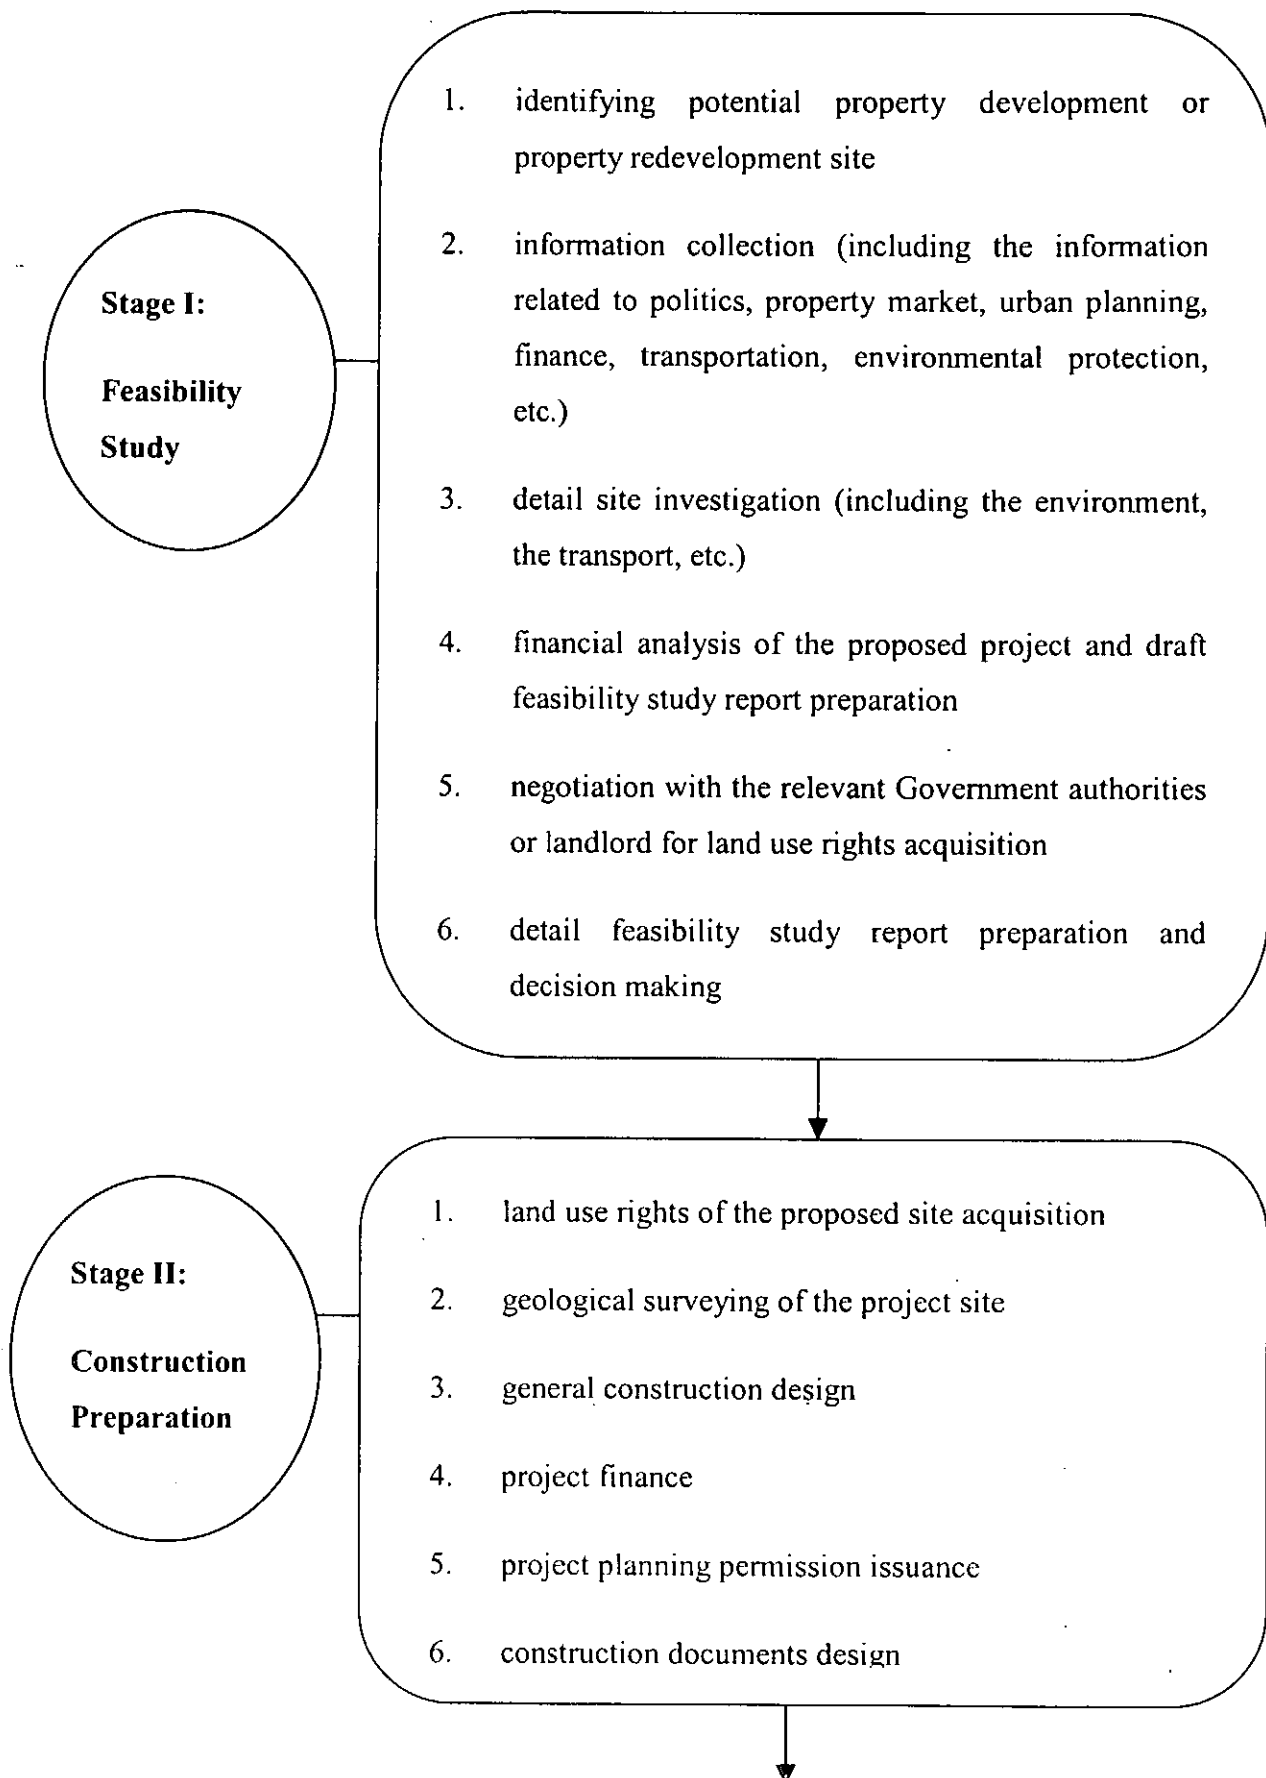 Stage I:
Feasibility
Study
1. identifying potential property development or
property redevelopment site
2. information collection (including the information
related to politics, property market, urban planning,
finance, transportation, environmental protection,
etc.)
3. detail site investigation (including the environment,
the transport, etc.)
4. financial analysis of the proposed project and draft
feasibility study report preparation
5. negotiation with the relevant Government authorities
or landlord for land use rights acquisition
6. detail feasibility study report preparation and
decision making
Stage II:
Construction
Preparation
1. land use rights of the proposed site acquisition
2. geological surveying of the project site
3. general construction design
4. project finance
5. project planning permission issuance
6. construction documents design